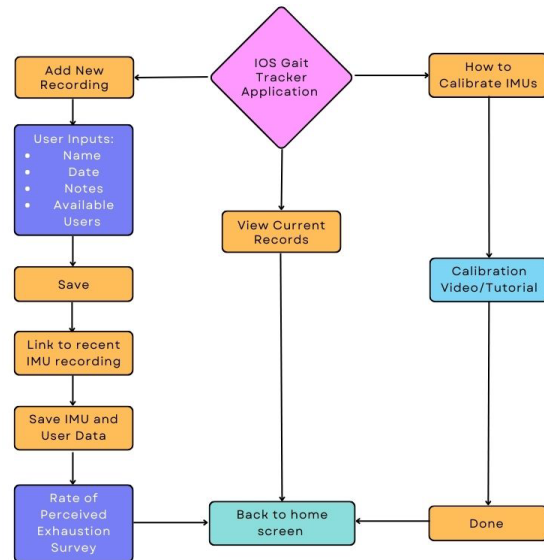 IOS Gait
Tracker
Application
Add New
Recording
How to
Calibrate IMUs
User Inputs:
• Name
• Date
• Notes
• Available
Users
View Current
Records
Save
Calibration
Video/Tutorial
Link to recent
IMU recording
Save IMU and
User Data
Rate of
Perceived
Exhaustion
Survey
Back to home
screen
Done